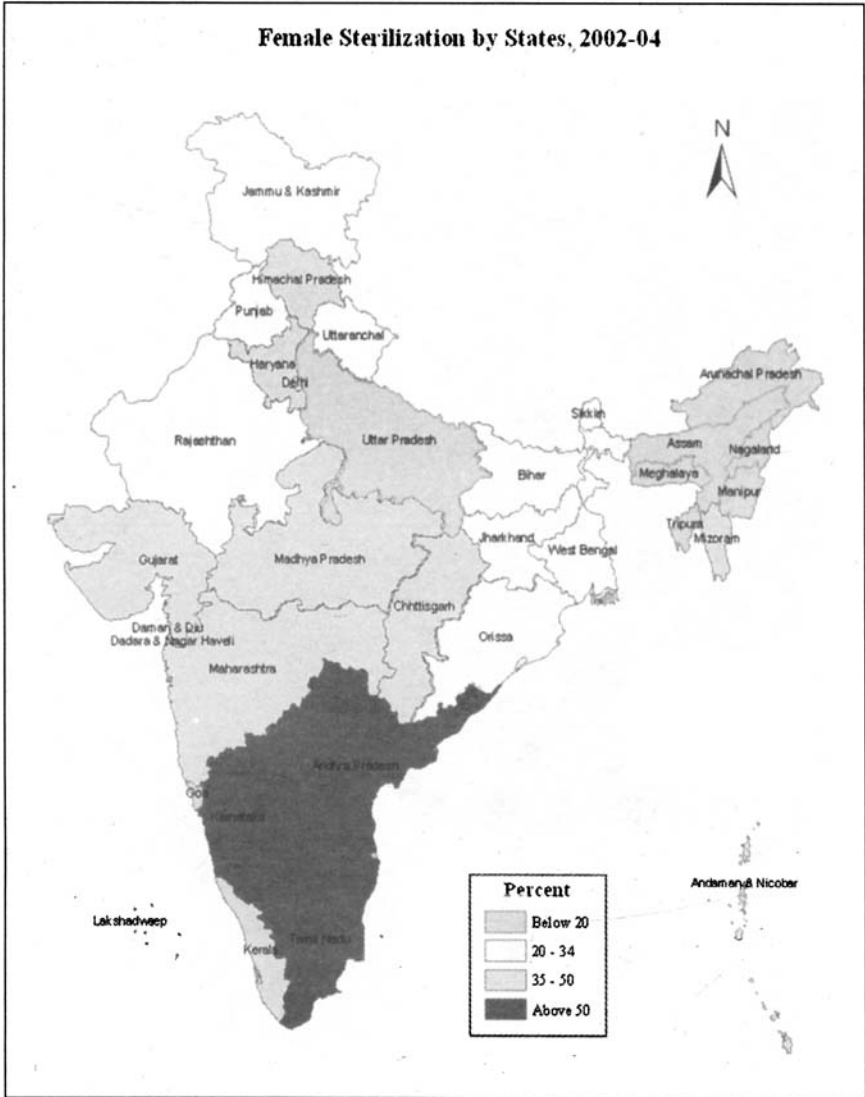 Female Sterilization by States, 2002-04
N
Jammu & Kashmir
Himachal Pradesh
Punjab
Uttaranchal
Haryana
Delhi
Arunachal Pradesh
Sikkim
Rajashthan
Uttar Pradesh
Assam
Nagaland
Bihar
Meghalaya
Manipur
Tripura
Mizoram
Jharkhand
West Bengal
Gujarat
Madhya Pradesh
Chhttisgarh
Daman & Diu
Dadara & Nagar Haveli
Orissa
Maharashtra
Andhra Pradesh
Goa
Karnataka
Andaman & Nicobar
Lakshadweep
Kerala
Tamil Nadu
Percent
Below 20
20 - 34
35 - 50
Above 50